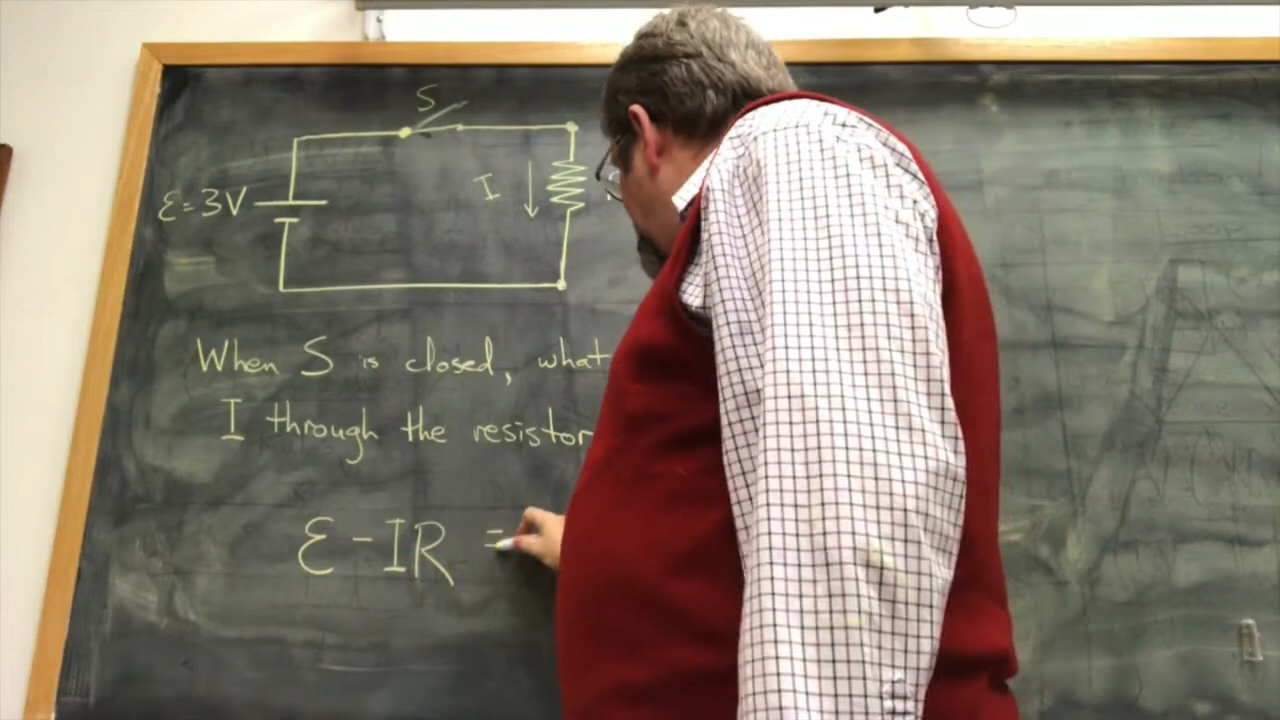 S
ε=3V
I
When S is closed, what
I through the resistor
ε - IR =